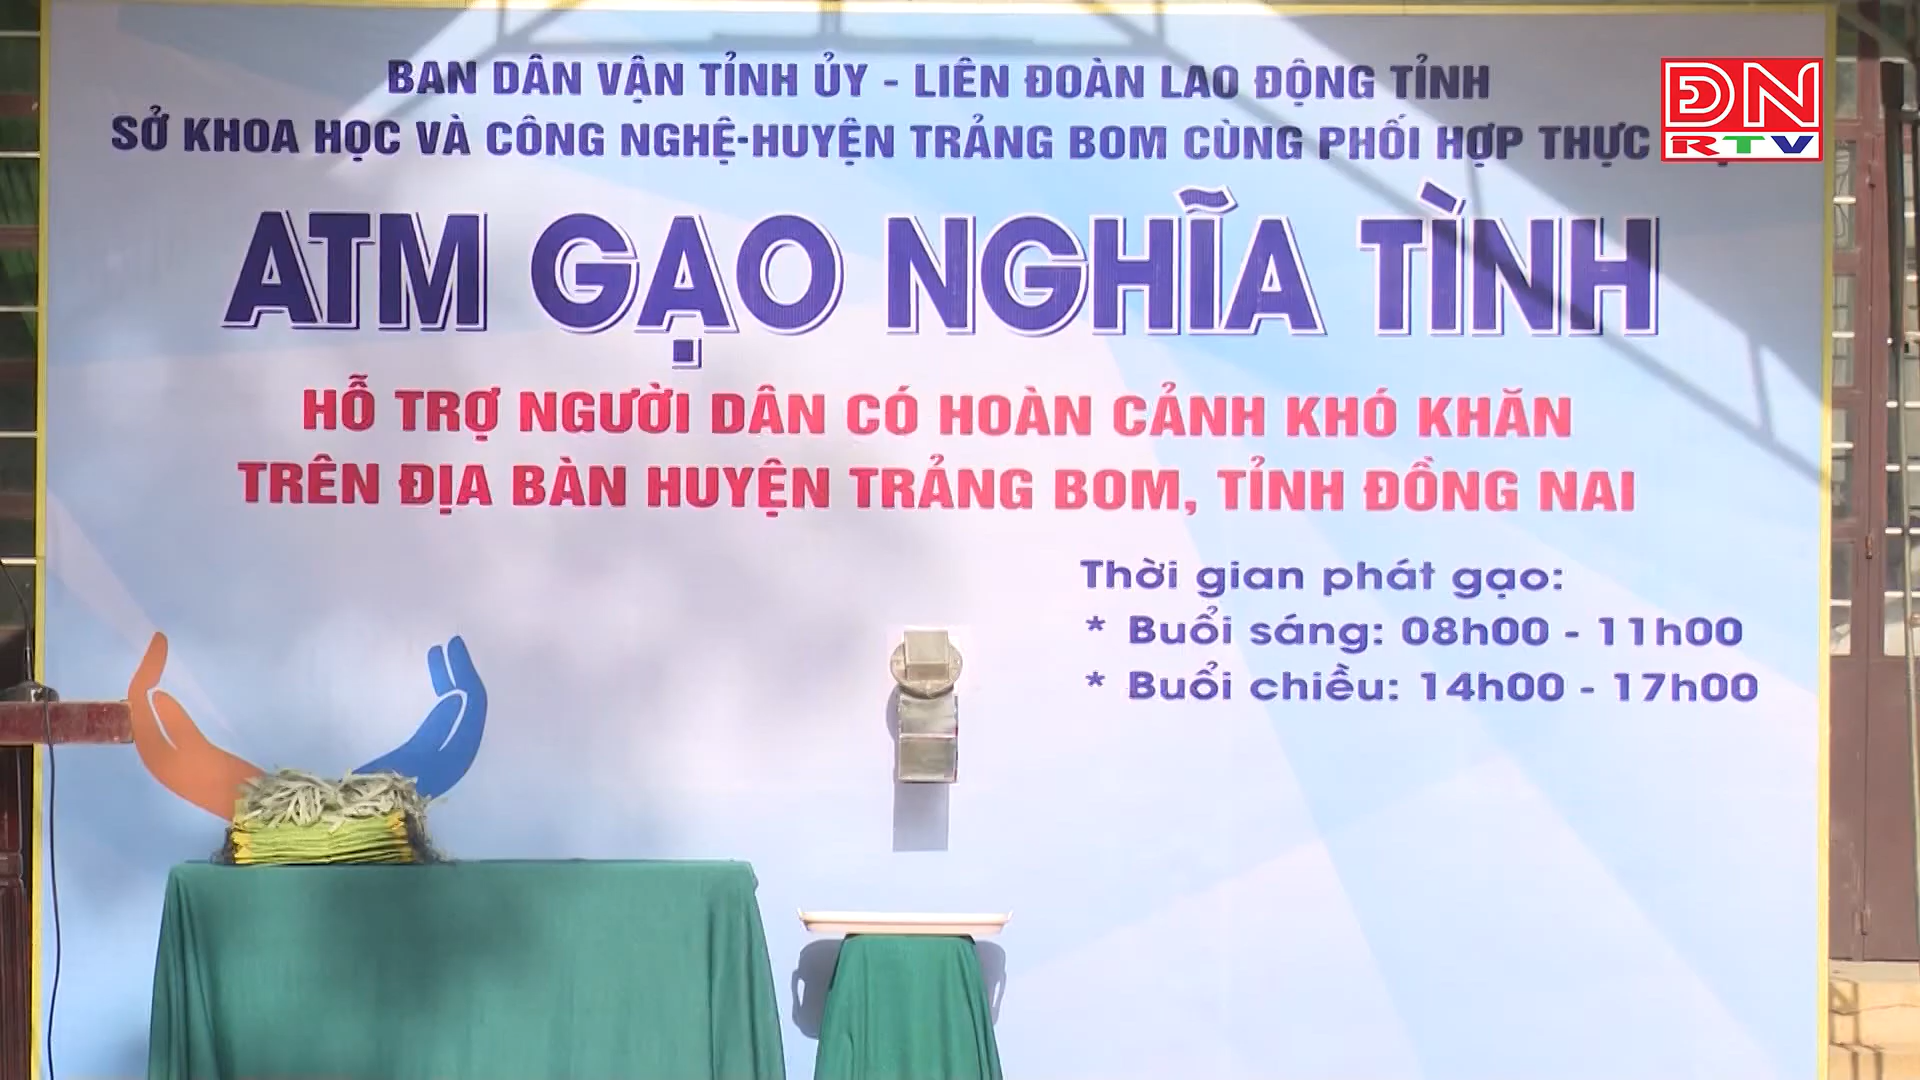 BAN DÂN VẬN TỈNH ỦY - LIÊN ĐOÀN LAO ĐỘNG TỈNH
SỞ KHOA HỌC VÀ CÔNG NGHỆ-HUYỆN TRẢNG BOM CÙNG PHỐI HỢP THỰC
DN
RTV
ATM GẠO NGHĨA TÌNH
HỖ TRỢ NGƯỜI DÂN CÓ HOÀN CẢNH KHÓ KHĂN
TRÊN ĐỊA BÀN HUYỆN TRẢNG BOM, TỈNH ĐỒNG NAI
Thời gian phát gạo:
* Buổi sáng: 08h00 - 11h00
* Buổi chiều: 14h00 - 17h00